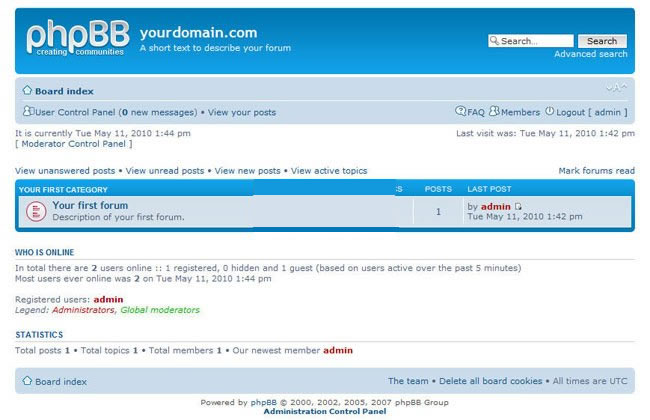 phpBB
creating communities
yourdomain.com
A short text to describe your forum
Search... Search
Advanced search
Board index
User Control Panel (0 new messages) • View your posts
FAQ Members Logout [ admin ]
It is currently Tue May 11, 2010 1:44 pm
Last visit was: Tue May 11, 2010 1:42 pm
[ Moderator Control Panel ]
View unanswered posts • View unread posts • View new posts • View active topics
Mark forums read
YOUR FIRST CATEGORY POSTS LAST POST
Your first forum
Description of your first forum.
1
by admin
Tue May 11, 2010 1:42 pm
WHO IS ONLINE
In total there are 2 users online :: 1 registered, 0 hidden and 1 guest (based on users active over the past 5 minutes)
Most users ever online was 2 on Tue May 11, 2010 1:44 pm
Registered users: admin
Legend: Administrators, Global moderators
STATISTICS
Total posts 1 • Total topics 1 • Total members 1 • Our newest member admin
Board index
The team • Delete all board cookies • All times are UTC
Powered by phpBB © 2000, 2002, 2005, 2007 phpBB Group
Administration Control Panel